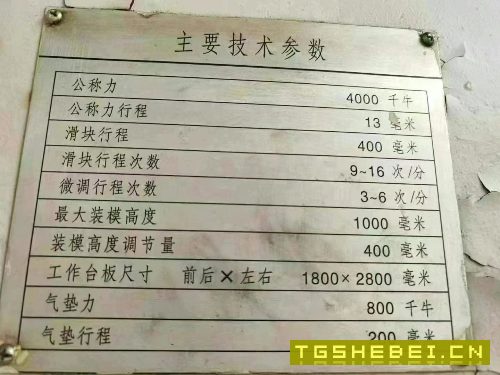 主要技术参数
公称力 4000 千牛
公称力行程 13 毫米
滑块行程 400 毫米
滑块行程次数 9~16 次/分
微调行程次数 3~6 次/分
最大装模高度 1000 毫米
装模高度调节量 400 毫米
工作台板尺寸 前后×左右 1800×2800 毫米
气垫力 800 千牛
气垫行程 200 毫米
TGSHEBEI.CN